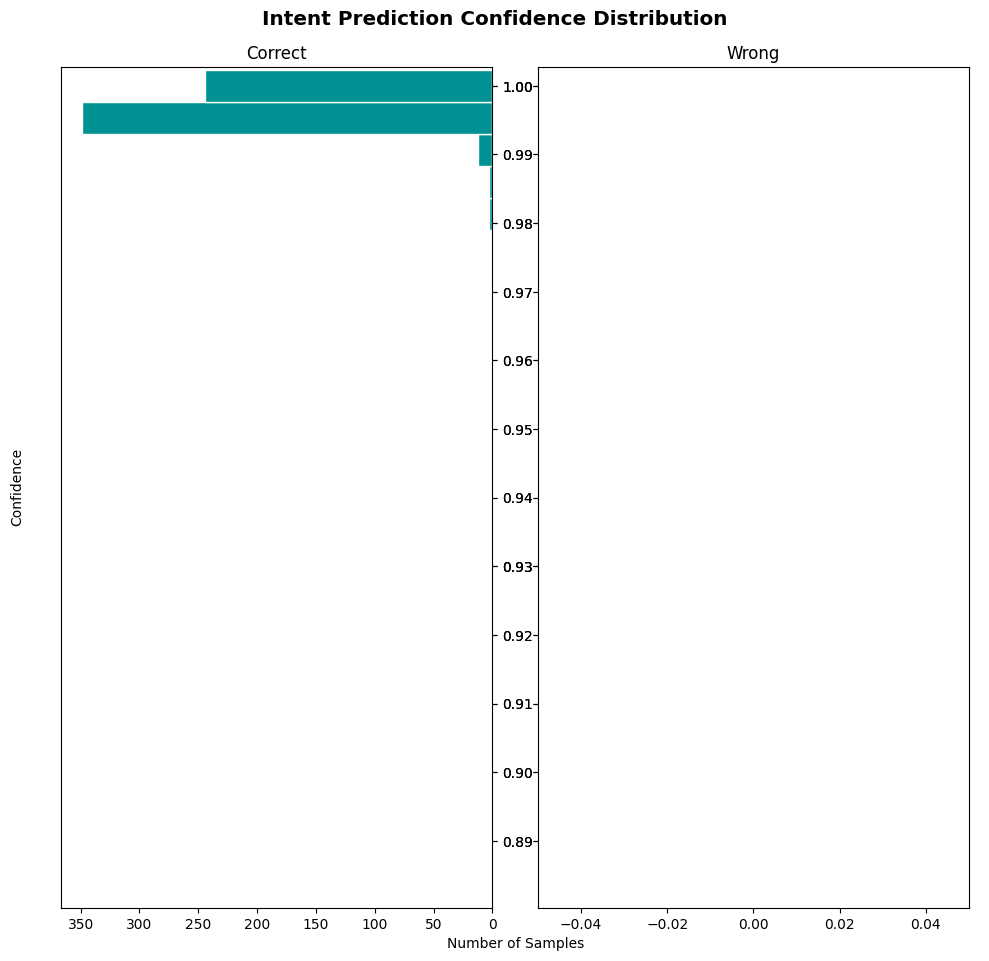 Intent Prediction Confidence Distribution
Correct
Wrong
1.00
0.99
0.98
0.97
0.96
0.95
0.94
0.93
0.92
0.91
0.90
0.89
Confidence
350 300 250 200 150 100 50 0
−0.04 −0.02 0.00 0.02 0.04
Number of Samples